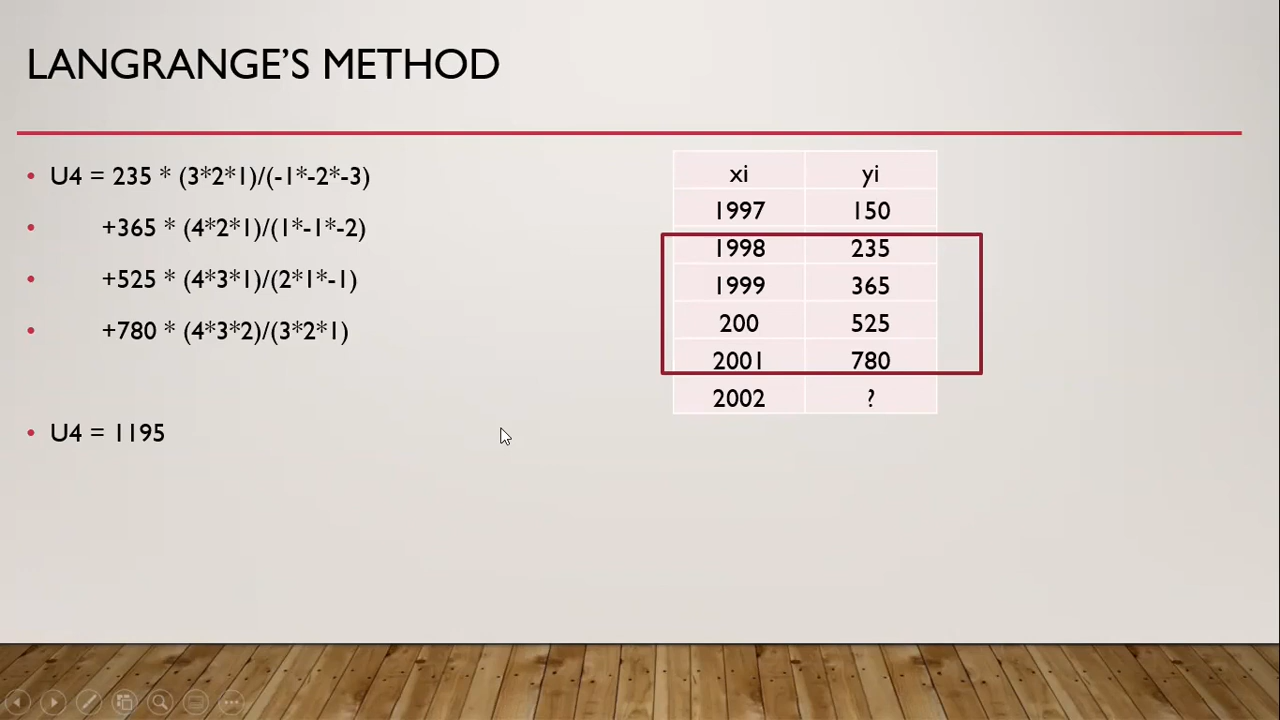 LANGRANGE'S METHOD
• U4 = 235 * (3*2*1)/(-1*-2*-3)
• +365 * (4*2*1)/(1*-1*-2)
• +525 * (4*3*1)/(2*1*-1)
• +780 * (4*3*2)/(3*2*1)
• U4 = 1195
xi yi
1997 150
1998 235
1999 365
200 525
2001 780
2002 ?